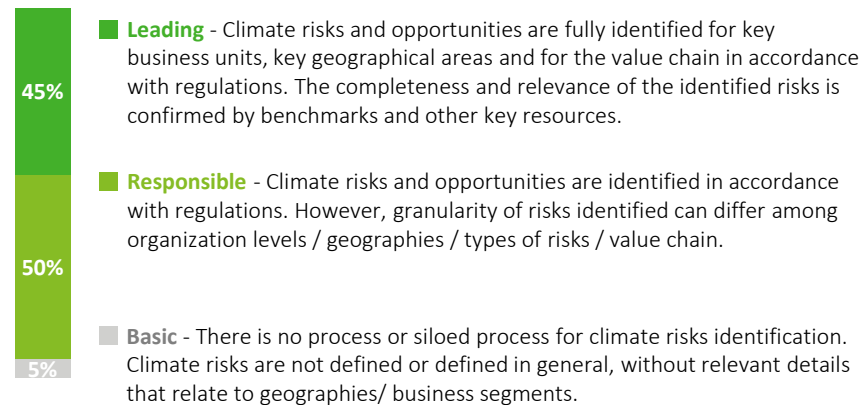 45%
Leading - Climate risks and opportunities are fully identified for key
business units, key geographical areas and for the value chain in accordance
with regulations. The completeness and relevance of the identified risks is
confirmed by benchmarks and other key resources.
50%
Responsible - Climate risks and opportunities are identified in accordance
with regulations. However, granularity of risks identified can differ among
organization levels / geographies / types of risks / value chain.
5%
Basic - There is no process or siloed process for climate risks identification.
Climate risks are not defined or defined in general, without relevant details
that relate to geographies/ business segments.